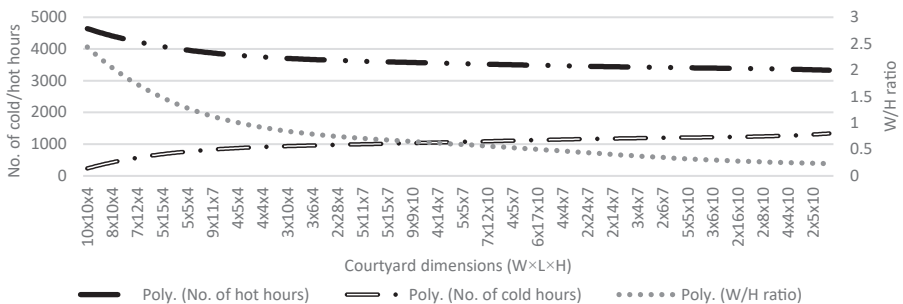 5000
4000
3000
2000
1000
0
No. of cold/hot hours
3
2.5
2
1.5
1
0.5
0
W/H ratio
10x10x4
8x10x4
7x12x4
5x15x4
5x5x4
9x11x7
4x5x4
4x4x4
3x10x4
3x6x4
2x28x4
5x11x7
5x15x7
9x9x10
4x14x7
5x5x7
7x12x10
4x5x7
6x17x10
4x4x7
2x24x7
2x14x7
3x4x7
2x6x7
5x5x10
3x6x10
2x16x10
2x8x10
4x4x10
2x5x10
Courtyard dimensions (W×L×H)
Poly. (No. of hot hours) Poly. (No. of cold hours) Poly. (W/H ratio)